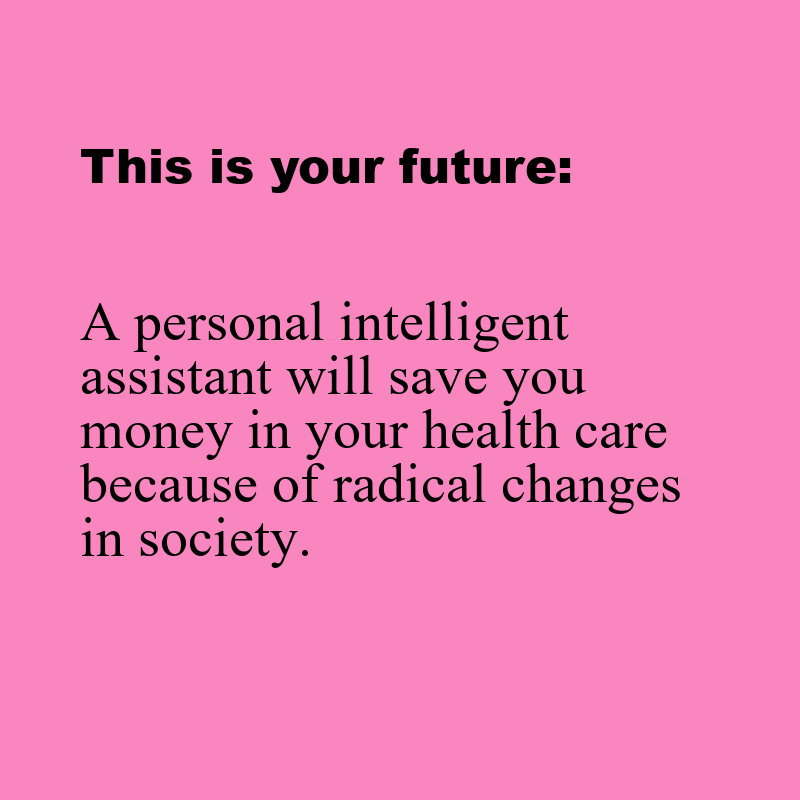 This is your future:
A personal intelligent
assistant will save you
money in your health care
because of radical changes
in society.